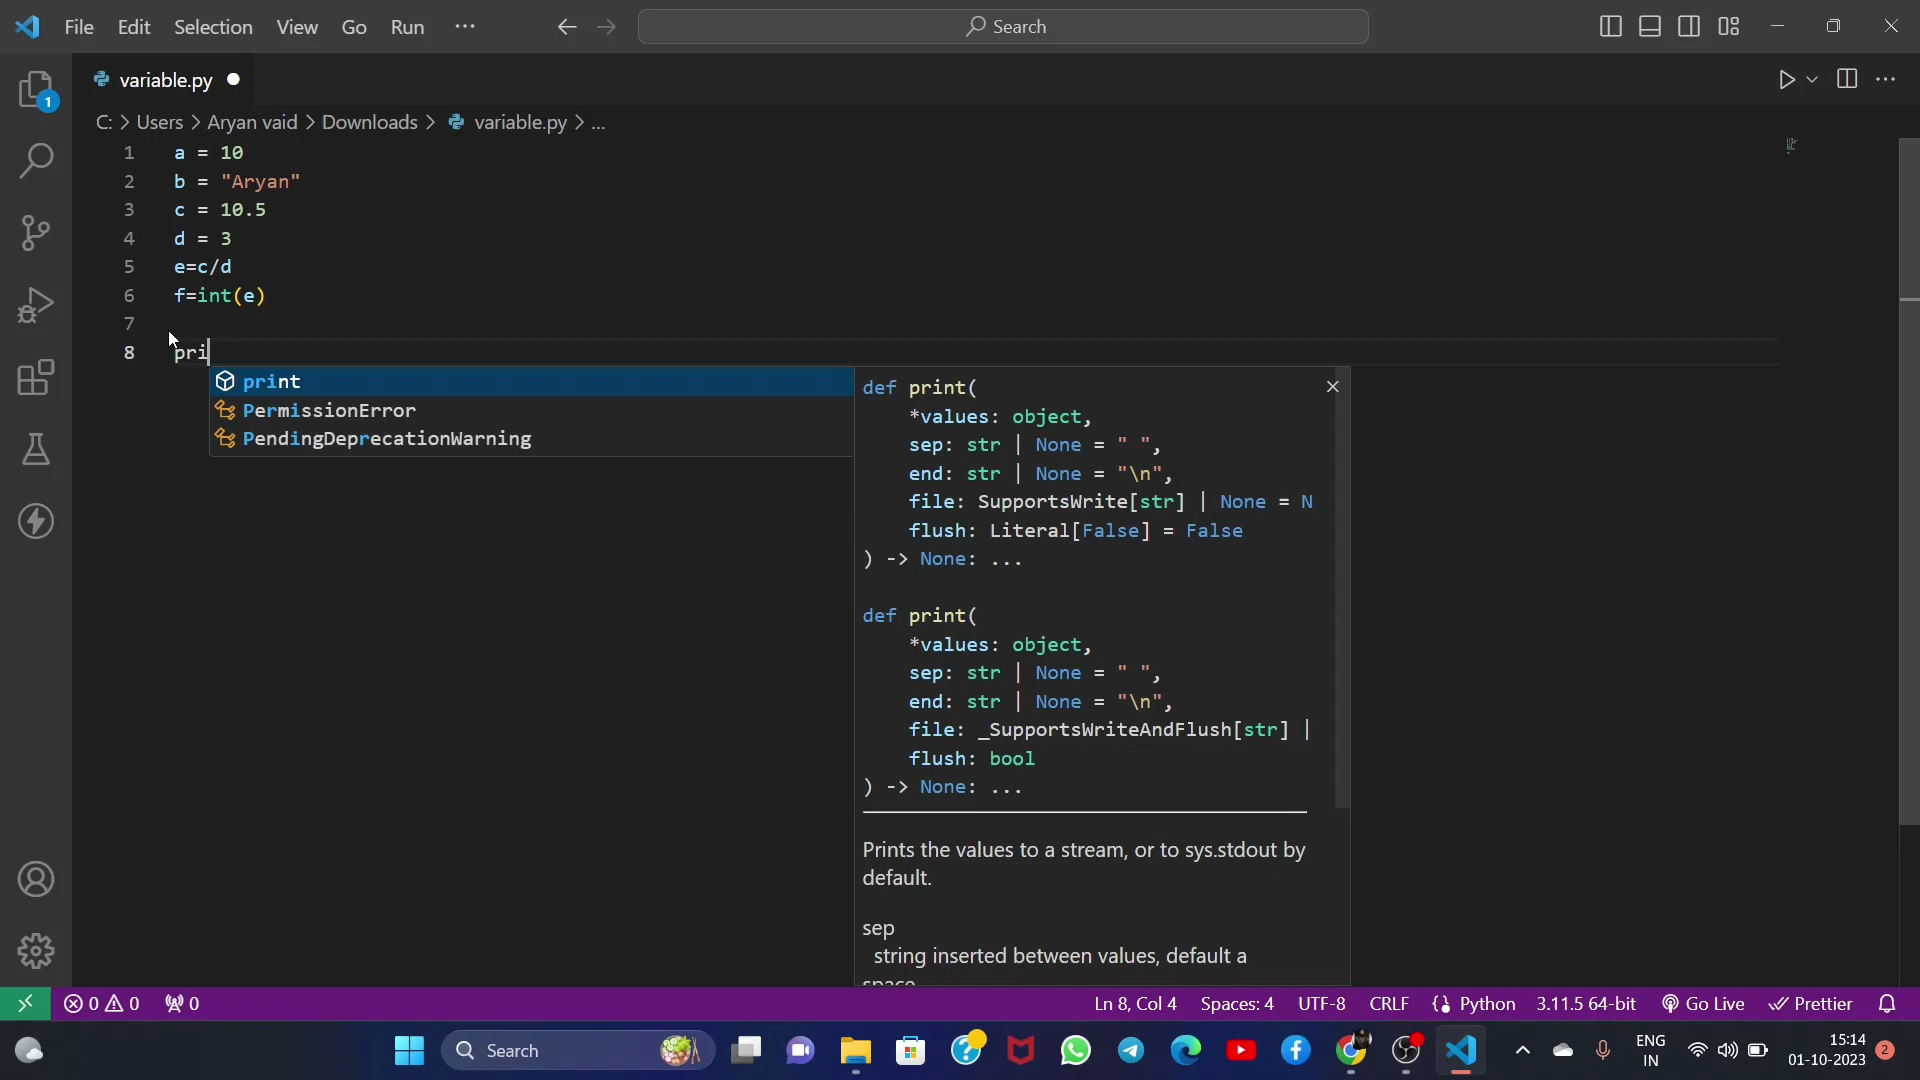 File Edit Selection View Go Run ...
Search
variable.py
C: > Users > Aryan vaid > Downloads > variable.py > ...
1 a = 10
2 b = "Aryan"
3 c = 10.5
4 d = 3
5 e=c/d
6 f=int(e)
7
8 pri
print
PermissionError
PendingDeprecationWarning
def print(
*values: object,
sep: str | None = " ",
end: str | None = "\n",
file: SupportsWrite[str] | None = N
flush: Literal[False] = False
) -> None: ...
def print(
*values: object,
sep: str | None = " ",
end: str | None = "\n",
file: _SupportsWriteAndFlush[str] |
flush: bool
) -> None: ...
Prints the values to a stream, or to sys.stdout by
default.
sep
string inserted between values, default a
space.
1
0 0 0 Ln 8, Col 4 Spaces: 4 UTF-8 CRLF Python 3.11.5 64-bit Go Live Prettier
Search ENG IN 15:14 01-10-2023 2